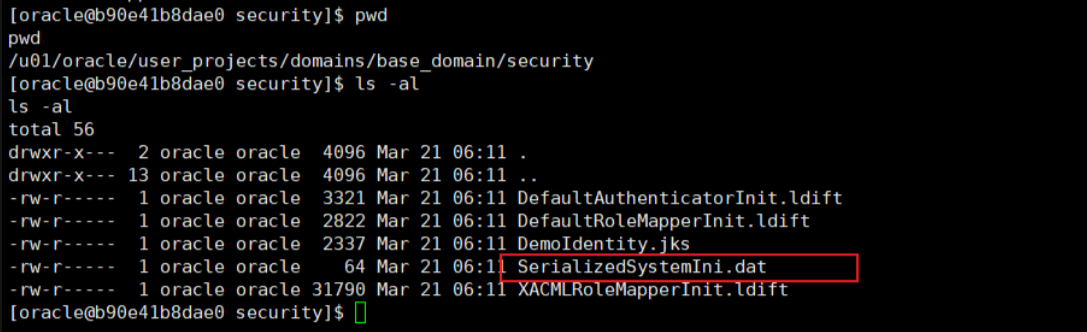 [oracle@b90e41b8dae0 security]$ pwd
pwd
/u01/oracle/user_projects/domains/base_domain/security
[oracle@b90e41b8dae0 security]$ ls -al
ls -al
total 56
drwxr-x---  2 oracle oracle  4096 Mar 21 06:11 .
drwxr-x--- 13 oracle oracle  4096 Mar 21 06:11 ..
-rw-r-----  1 oracle oracle  3321 Mar 21 06:11 DefaultAuthenticatorInit.ldift
-rw-r-----  1 oracle oracle  2822 Mar 21 06:11 DefaultRoleMapperInit.ldift
-rw-r-----  1 oracle oracle  2337 Mar 21 06:11 DemoIdentity.jks
-rw-r-----  1 oracle oracle    64 Mar 21 06:11 SerializedSystemIni.dat
-rw-r-----  1 oracle oracle 31790 Mar 21 06:11 XACMLRoleMapperInit.ldift
[oracle@b90e41b8dae0 security]$